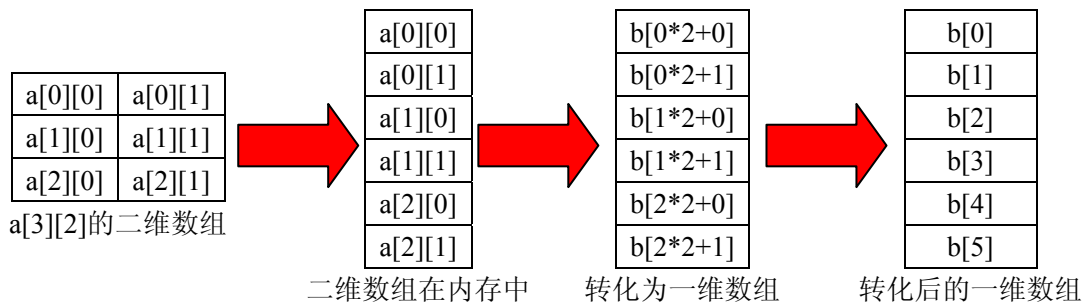 a[0][0] a[0][1]
a[1][0] a[1][1]
a[2][0] a[2][1]
a[3][2]的二维数组
a[0][0]
a[0][1]
a[1][0]
a[1][1]
a[2][0]
a[2][1]
二维数组在内存中
b[0*2+0]
b[0*2+1]
b[1*2+0]
b[1*2+1]
b[2*2+0]
b[2*2+1]
转化为一维数组
b[0]
b[1]
b[2]
b[3]
b[4]
b[5]
转化后的一维数组